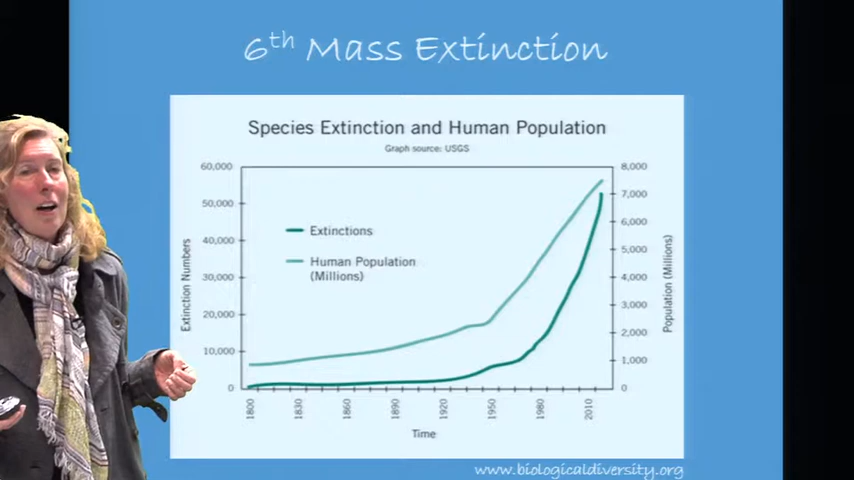 6th Mass Extinction
Species Extinction and Human Population
Graph source: USGS
60,000
50,000
40,000
30,000
20,000
10,000
0
Extinction Numbers
Extinctions
Human Population
(Millions)
8,000
7,000
6,000
5,000
4,000
3,000
2,000
1,000
0
Population (Millions)
1800
1830
1860
1890
1920
1950
1980
2010
Time
www.biologicaldiversity.org